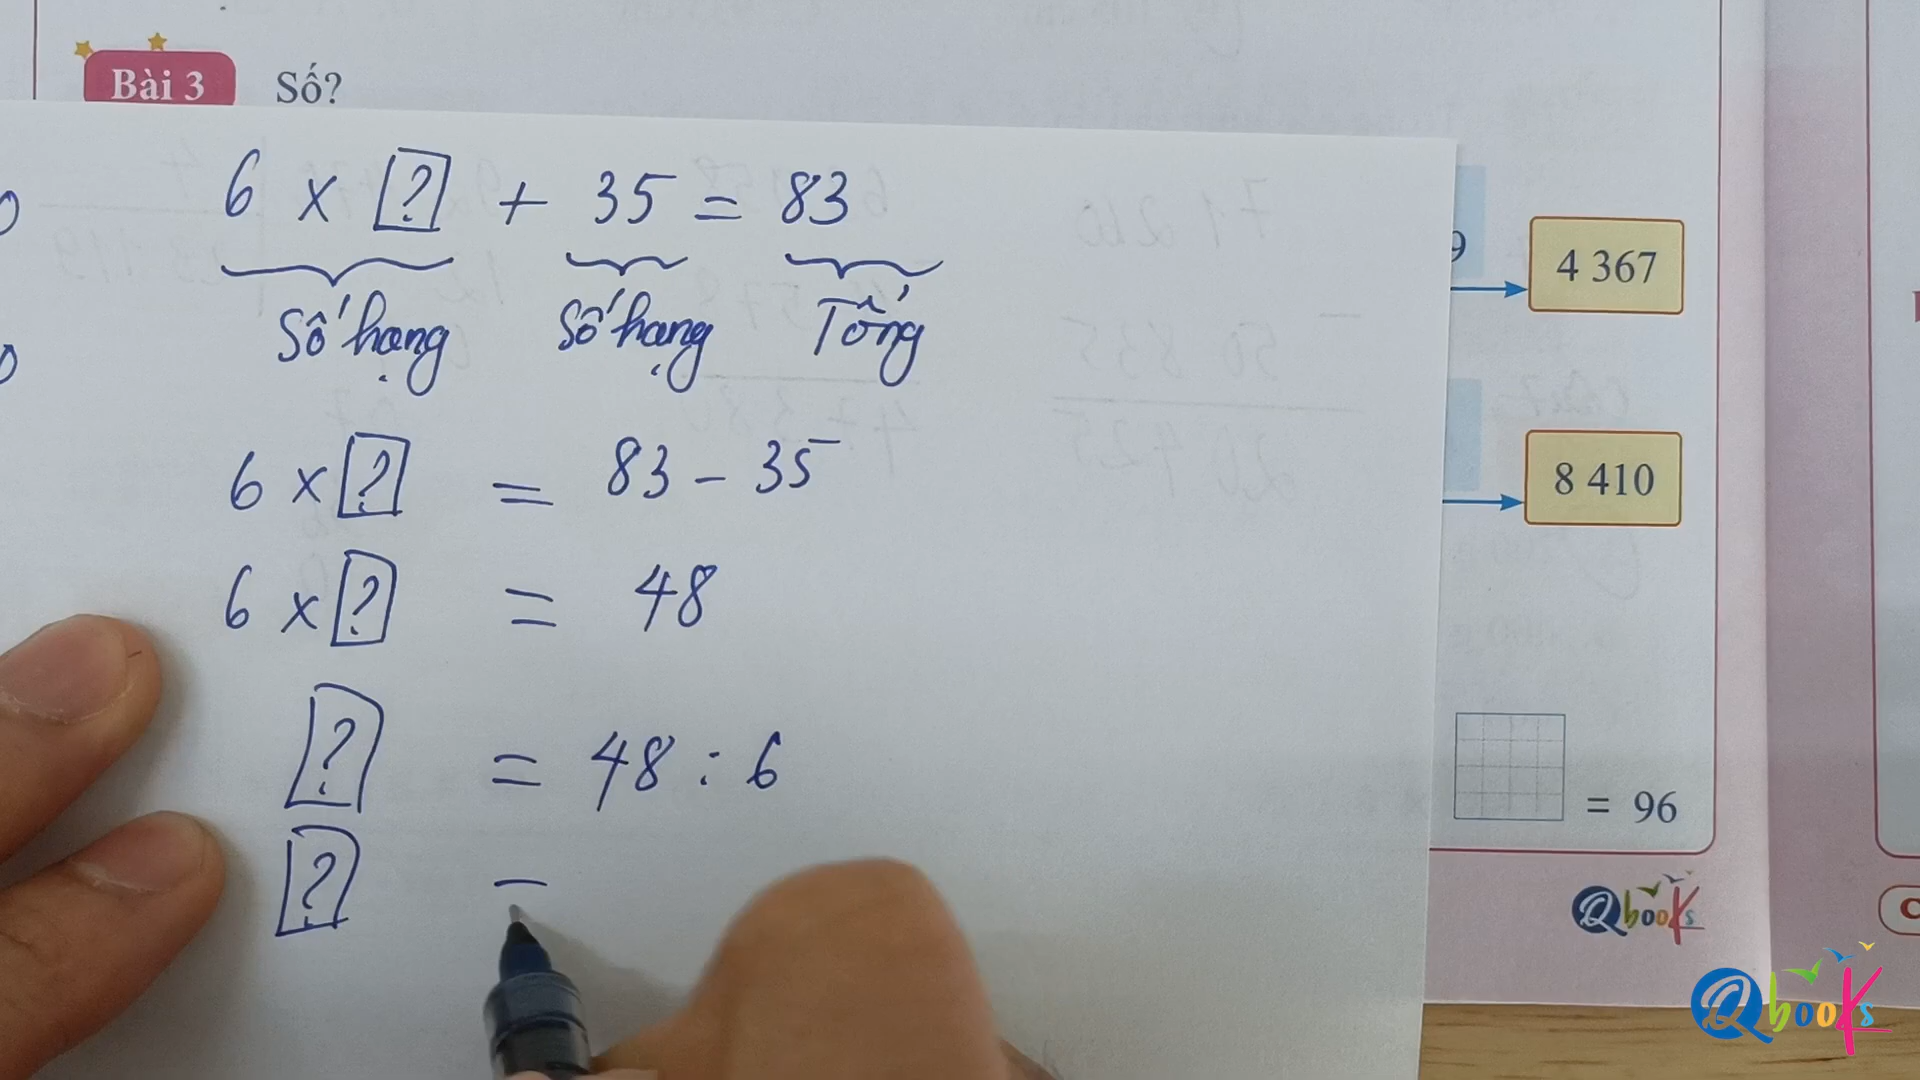 Bài 3 Số?
6 x ? + 35 = 83
Số hạng Số hạng Tổng
6 x ? = 83 - 35
6 x ? = 48
? = 48 : 6
? -
9
4 367
8 410
= 96
Qbooks
Qbooks